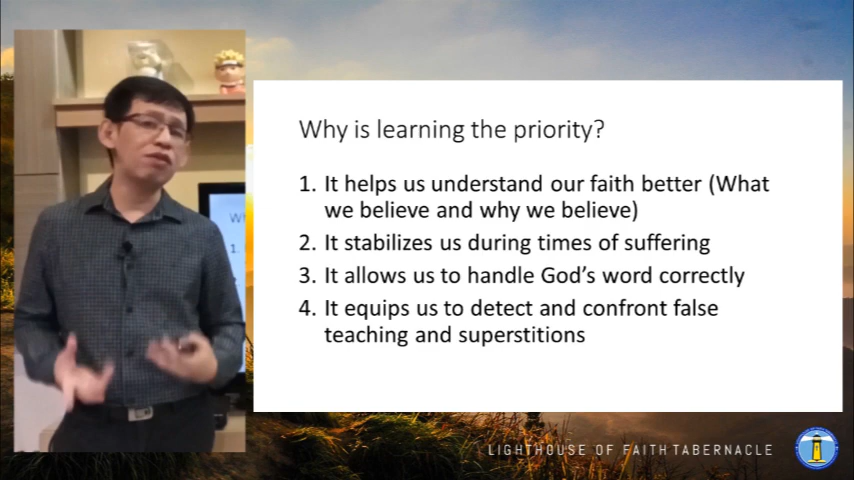 Why is learning the priority?
1. It helps us understand our faith better (What
we believe and why we believe)
2. It stabilizes us during times of suffering
3. It allows us to handle God's word correctly
4. It equips us to detect and confront false
teaching and superstitions
1.
LIGHTHOUSE OF FAITH TABERNACLE